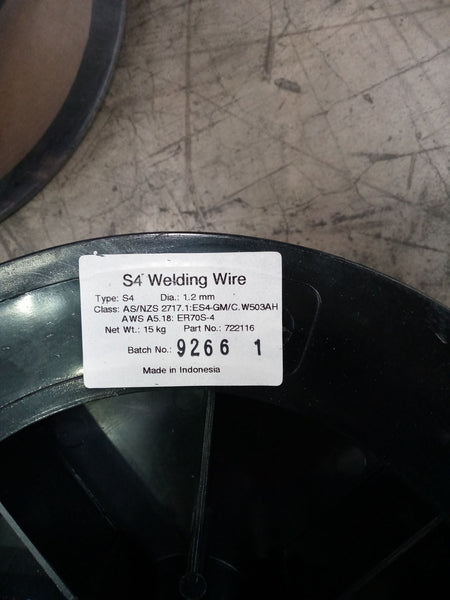 S4 Welding Wire
Type: S4 Dia.: 1.2 mm
Class: AS/NZS 2717.1:ES4-GM/C.W503AH
AWS A5.18: ER70S-4
Net Wt.: 15 kg Part No.: 722116
Batch No.: 9266 1
Made in Indonesia